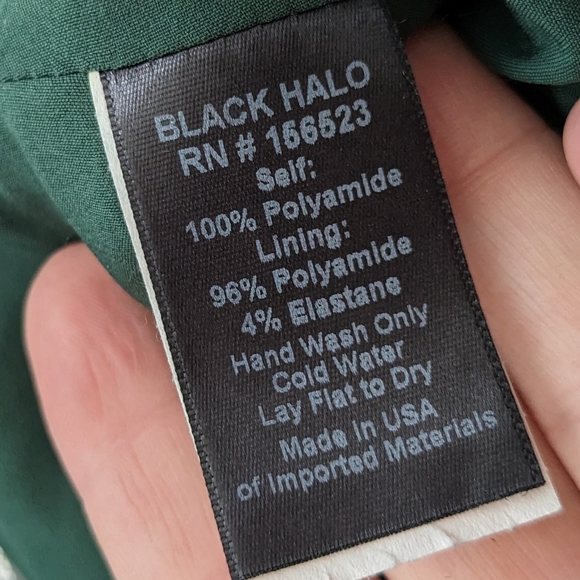 BLACK HALO
RN # 156523
Self:
100% Polyamide
Lining:
96% Polyamide
4% Elastane
Hand Wash Only
Cold Water
Lay Flat to Dry
Made in USA
of Imported Materials